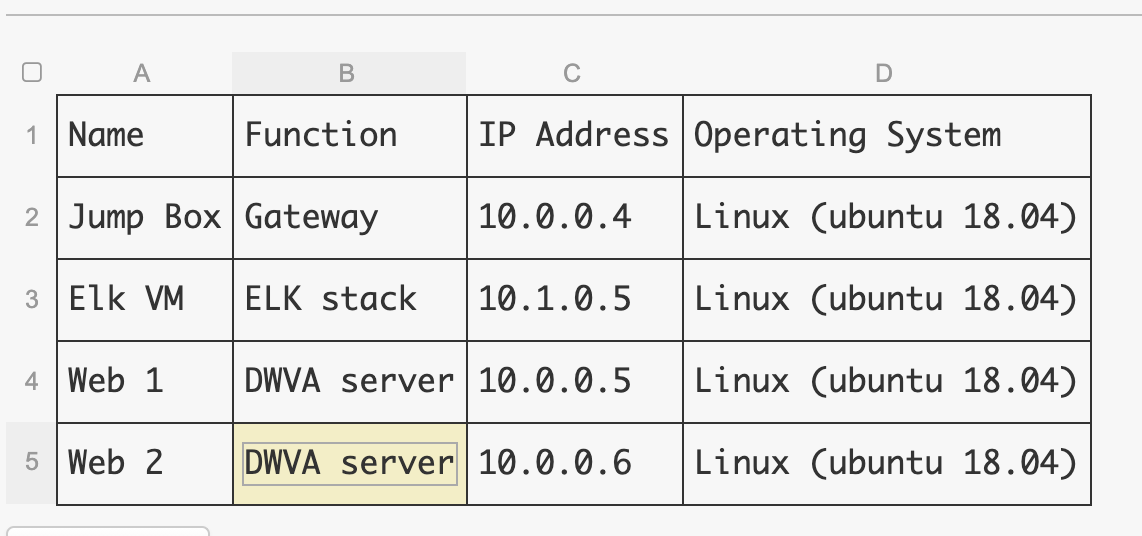 A B C D
1 Name Function IP Address Operating System
2 Jump Box Gateway 10.0.0.4 Linux (ubuntu 18.04)
3 Elk VM ELK stack 10.1.0.5 Linux (ubuntu 18.04)
4 Web 1 DWVA server 10.0.0.5 Linux (ubuntu 18.04)
5 Web 2 DWVA server 10.0.0.6 Linux (ubuntu 18.04)